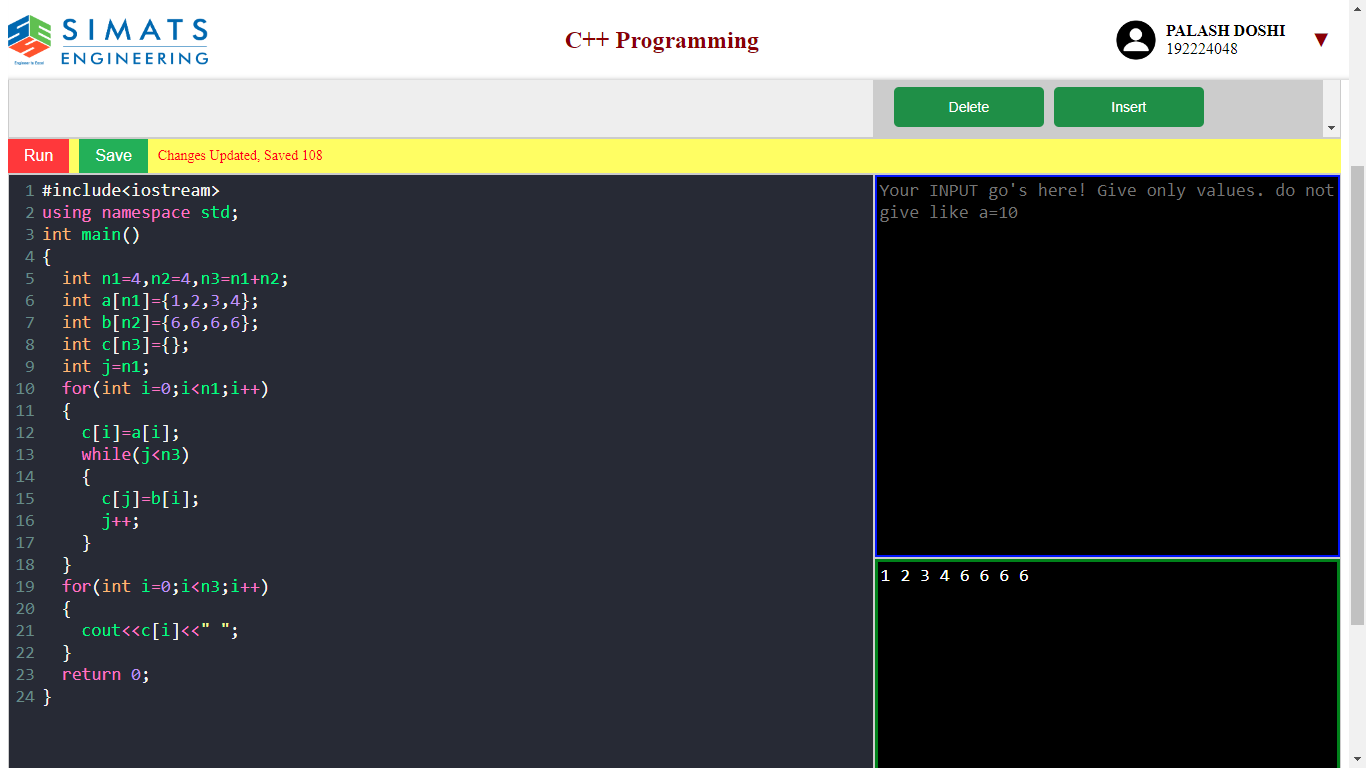 SIMATS
ENGINEERING
Engineer to Excel
C++ Programming
PALASH DOSHI
192224048
▼
Delete
Insert
Run
Save
Changes Updated, Saved 108
1 #include<iostream>
2 using namespace std;
3 int main()
4 {
5   int n1=4,n2=4,n3=n1+n2;
6   int a[n1]={1,2,3,4};
7   int b[n2]={6,6,6,6};
8   int c[n3]={};
9   int j=n1;
10   for(int i=0;i<n1;i++)
11   {
12     c[i]=a[i];
13     while(j<n3)
14     {
15       c[j]=b[i];
16       j++;
17     }
18   }
19   for(int i=0;i<n3;i++)
20   {
21     cout<<c[i]<<" ";
22   }
23   return 0;
24 }
Your INPUT go's here! Give only values. do not
give like a=10
1 2 3 4 6 6 6 6